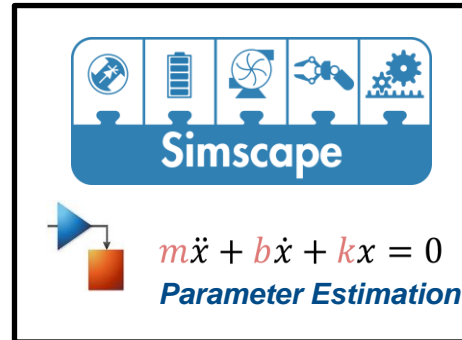 Simscape
mẍ + bẋ + kx = 0
Parameter Estimation